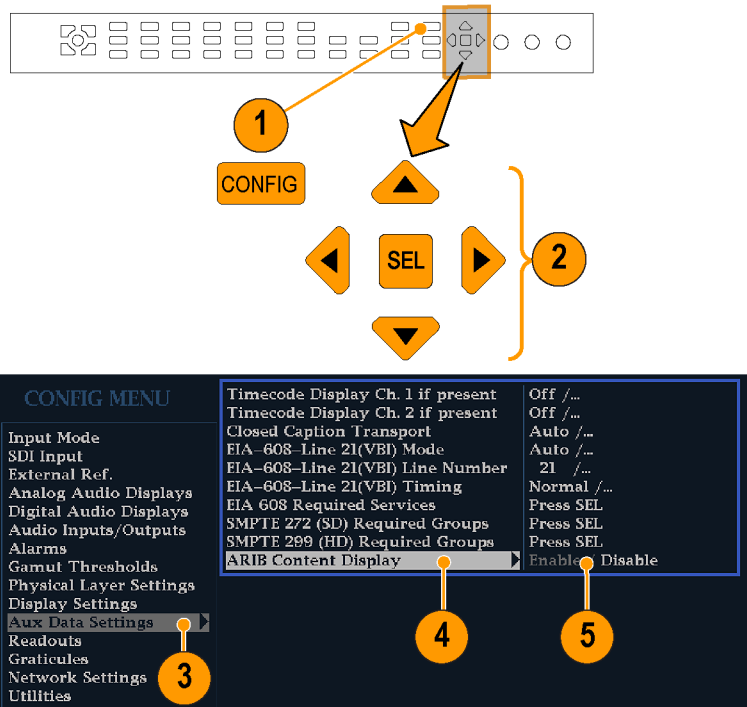 1
CONFIG
SEL
2
CONFIG MENU
Input Mode
SDI Input
External Ref.
Analog Audio Displays
Digital Audio Displays
Audio Inputs/Outputs
Alarms
Gamut Thresholds
Physical Layer Settings
Display Settings
Aux Data Settings
Readouts
Graticules
Network Settings
Utilities
3
Timecode Display Ch. 1 if present Off /...
Timecode Display Ch. 2 if present Off /...
Closed Caption Transport Auto /...
EIA-608-Line 21(VBI) Mode Auto /...
EIA-608-Line 21(VBI) Line Number 21 /...
EIA-608-Line 21(VBI) Timing Normal /...
EIA 608 Required Services Press SEL
SMPTE 272 (SD) Required Groups Press SEL
SMPTE 299 (HD) Required Groups Press SEL
ARIB Content Display Enable / Disable
4
5